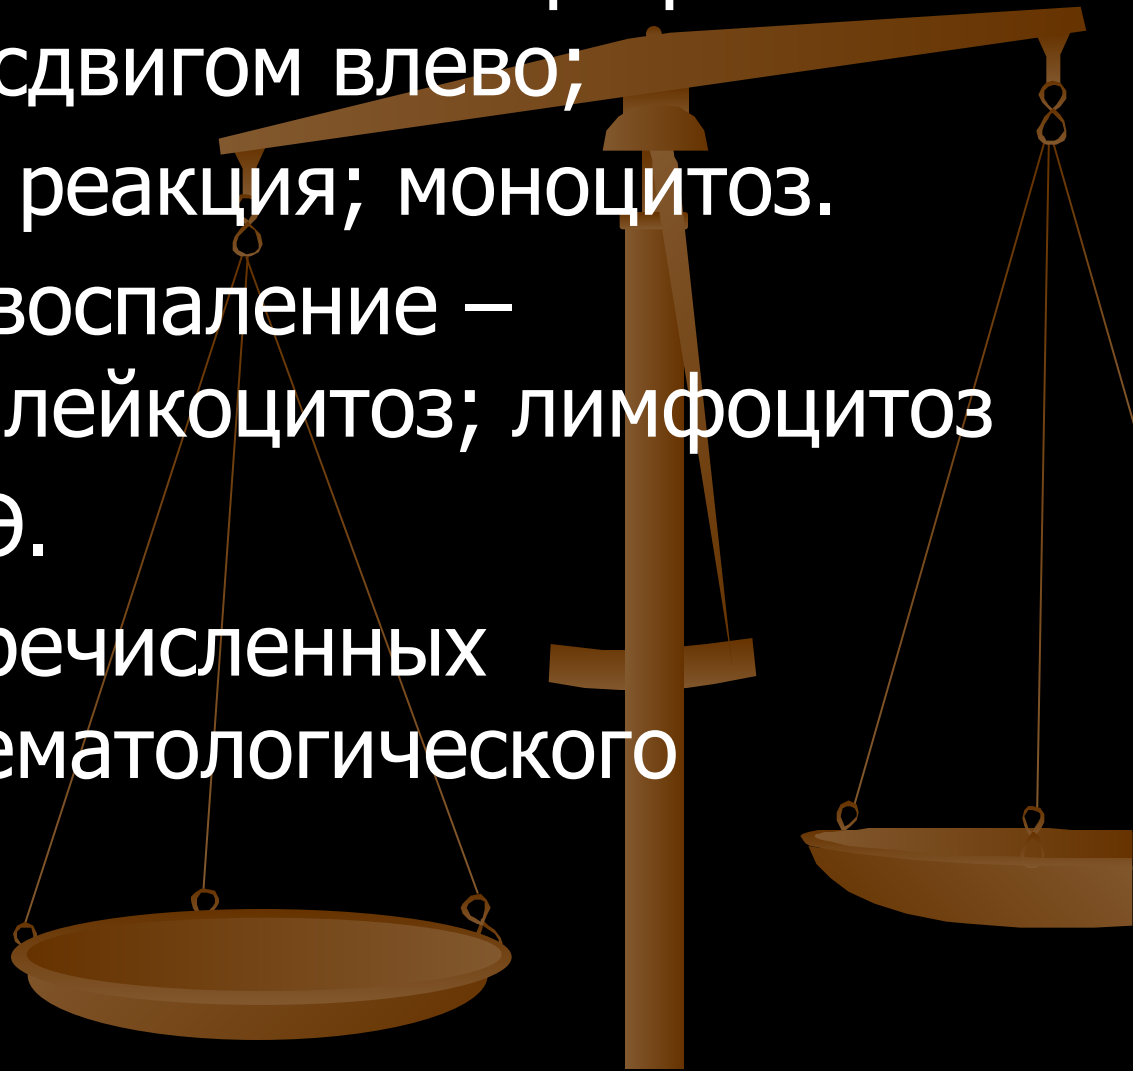 сдвигом влево;
реакция; моноцитоз.
воспаление –
лейкоцитоз; лимфоцитоз
Э.
речисленных
ематологического